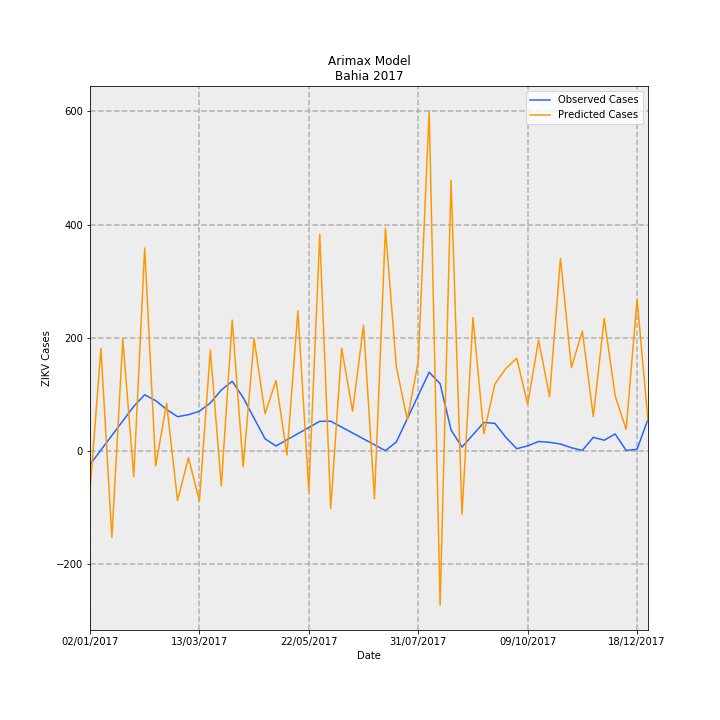 Arimax Model
Bahia 2017
Observed Cases
Predicted Cases
ZIKV Cases
600
400
200
0
−200
02/01/2017 13/03/2017 22/05/2017 31/07/2017 09/10/2017 18/12/2017
Date